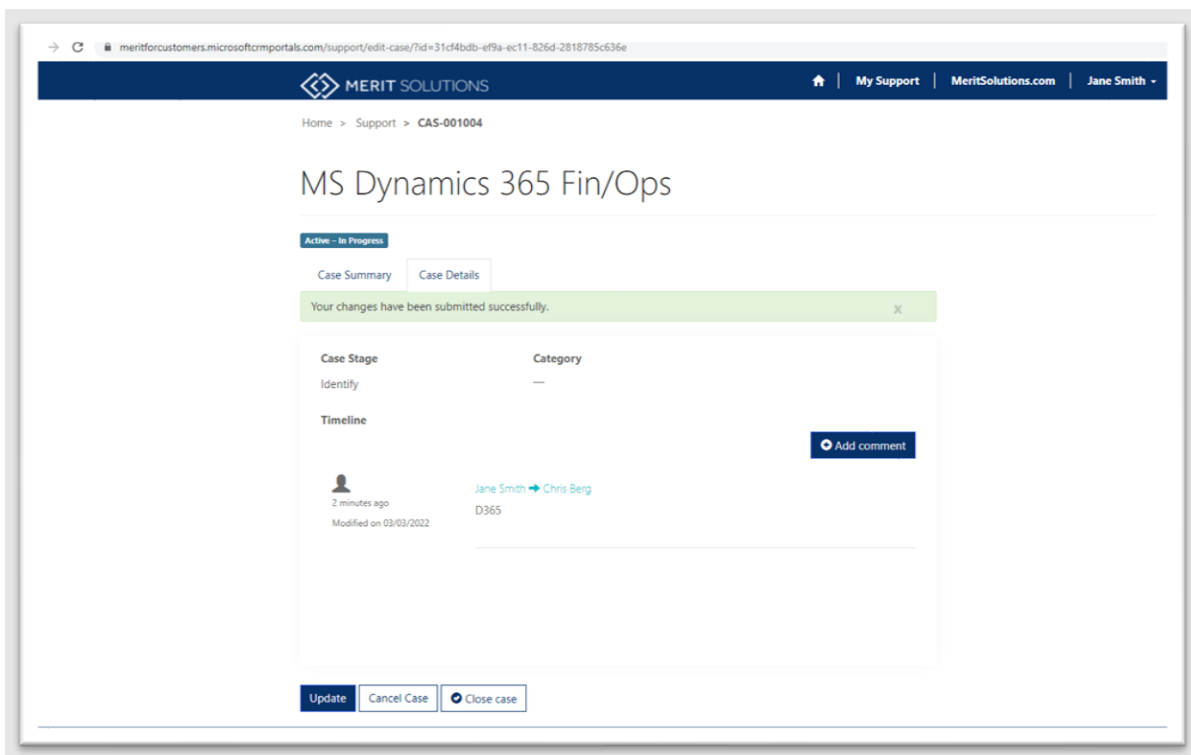 meritforcustomers.microsoftcrmportals.com/support/edit-case/?id=31cf4bdb-ef9a-ec11-826d-2818785c636e
MERIT SOLUTIONS
My Support | MeritSolutions.com | Jane Smith
Home > Support > CAS-001004
MS Dynamics 365 Fin/Ops
Active – In Progress
Case Summary Case Details
Your changes have been submitted successfully. x
Case Stage Category
Identify —
Timeline
Add comment
Jane Smith ➔ Chris Berg
2 minutes ago
D365
Modified on 03/03/2022
Update Cancel Case Close case